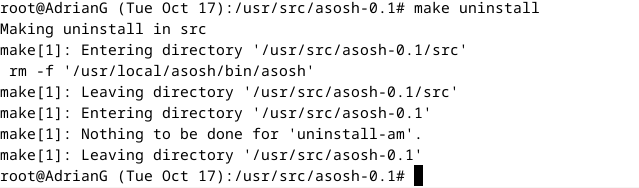 root@AdrianG (Tue Oct 17):/usr/src/asosh-0.1# make uninstall
Making uninstall in src
make[1]: Entering directory '/usr/src/asosh-0.1/src'
 rm -f '/usr/local/asosh/bin/asosh'
make[1]: Leaving directory '/usr/src/asosh-0.1/src'
make[1]: Entering directory '/usr/src/asosh-0.1'
make[1]: Nothing to be done for 'uninstall-am'.
make[1]: Leaving directory '/usr/src/asosh-0.1'
root@AdrianG (Tue Oct 17):/usr/src/asosh-0.1#